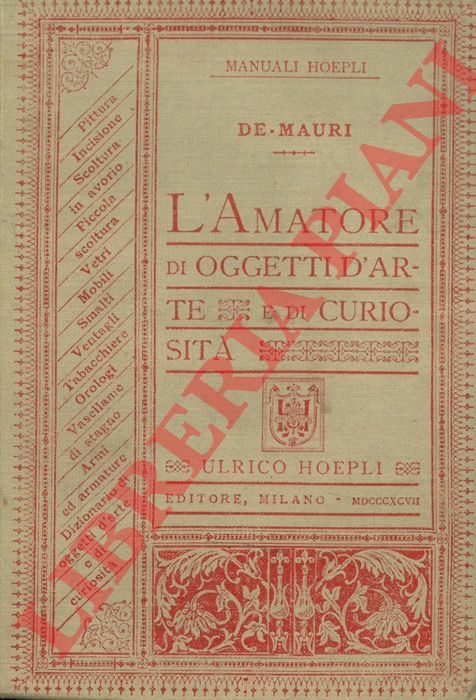 MANUALI HOEPLI
DE-MAURI
L'AMATORE
DI OGGETTI D'AR-
TE E DI CURIO-
SITÀ
ULRICO HOEPLI
EDITORE, MILANO · MDCCCXCVII
Pittura
Incisione
Scoltura
in avorio
Piccola
scoltura
Vetri
Mobili
Smalti
Ventagli
Tabacchiere
Orologi
Vasellame
di stagno
Armi
ed armature
Dizionario di
oggetti d'arte
e di
curiosità
LIBRERIA PIANI